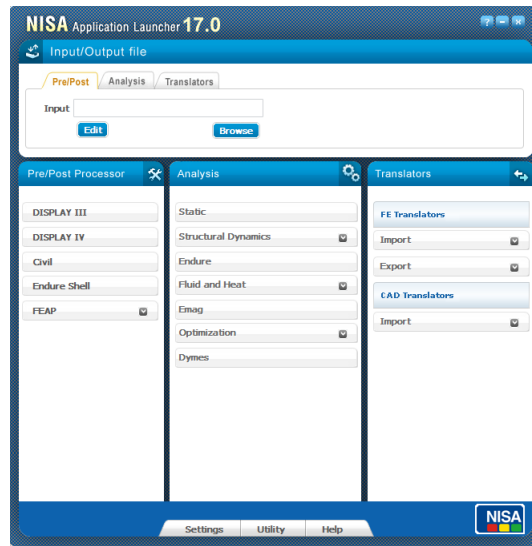 NISA Application Launcher 17.0
? - x
Input/Output file
Pre/Post Analysis Translators
Input
Edit Browse
Pre/Post Processor
DISPLAY III
DISPLAY IV
Civil
Endure Shell
FEAP
Analysis
Static
Structural Dynamics
Endure
Fluid and Heat
Emag
Optimization
Dymes
Translators
FE Translators
Import
Export
CAD Translators
Import
Settings Utility Help
NISA